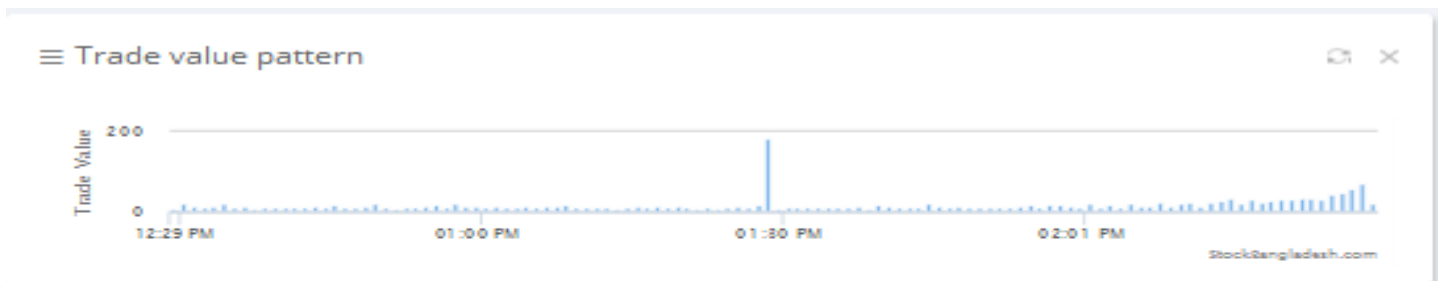 Trade value pattern
200
Trade Value
0
12:29 PM 01:00 PM 01:30 PM 02:01 PM
StockBangladesh.com